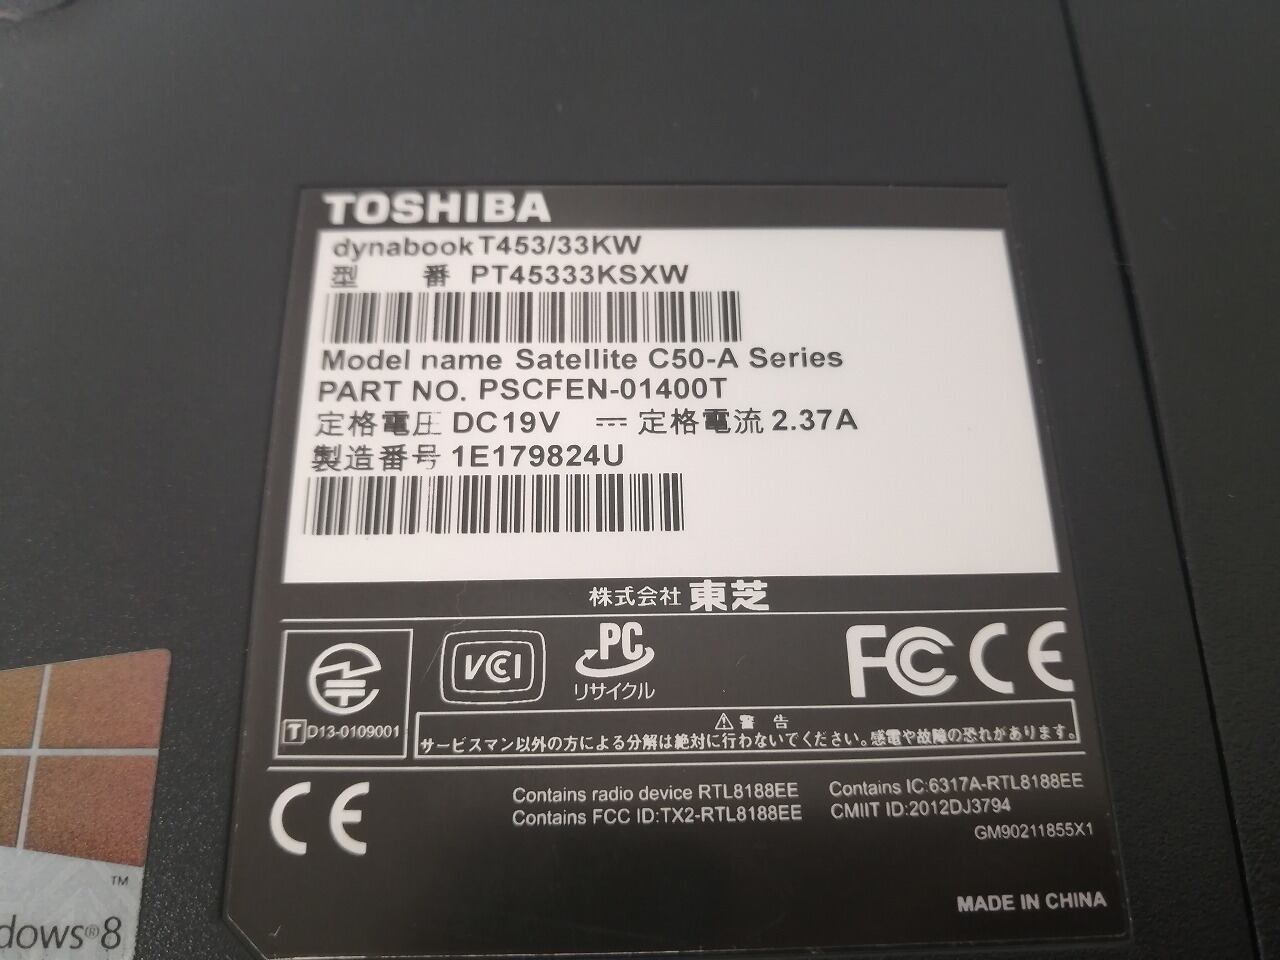 TOSHIBA
dynabook T453/33KW
型 番 PT45333KSXW
Model name Satellite C50-A Series
PART NO. PSCFEN-01400T
定格電圧 DC19V ⎓ 定格電流 2.37A
製造番号 1E179824U
株式会社 東芝
VCI
PC
リサイクル
FC CE
T D13-0109001
⚠ 警 告
サービスマン以外の方による分解は絶対に行わないでください。感電や故障の恐れがあります。
CE
Contains radio device RTL8188EE Contains IC:6317A-RTL8188EE
Contains FCC ID:TX2-RTL8188EE CMIIT ID:2012DJ3794
GM90211855X1
MADE IN CHINA
TM
dows® 8